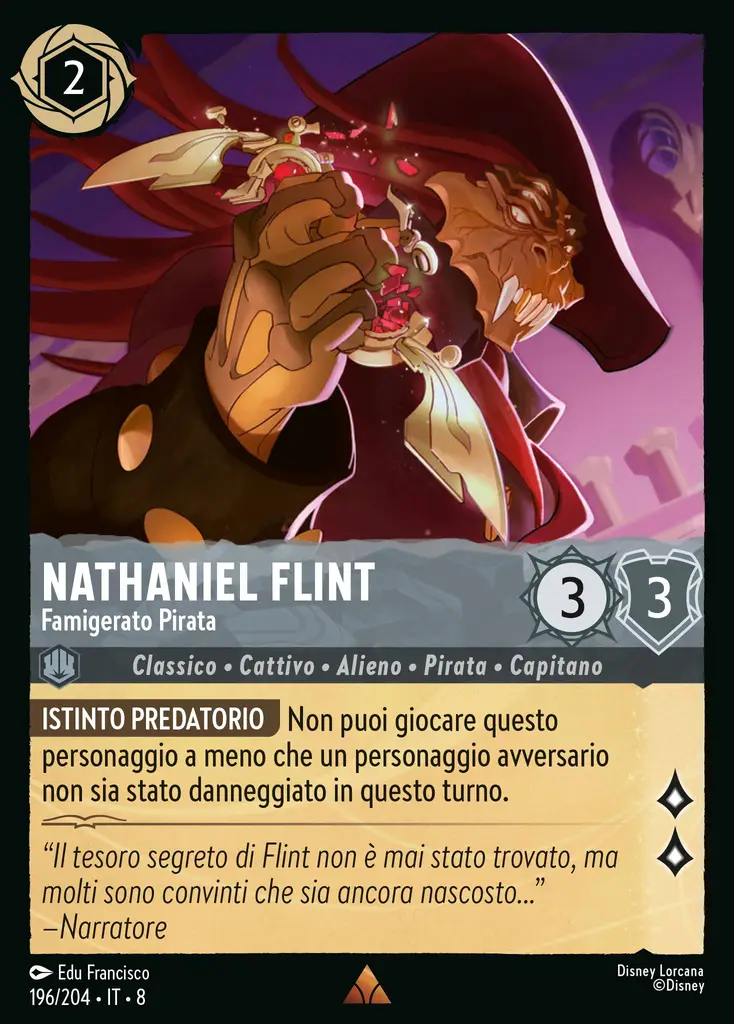 2
NATHANIEL FLINT
Famigerato Pirata
3
3
Classico • Cattivo • Alieno • Pirata • Capitano
ISTINTO PREDATORIO Non puoi giocare questo
personaggio a meno che un personaggio avversario
non sia stato danneggiato in questo turno.
“Il tesoro segreto di Flint non è mai stato trovato, ma
molti sono convinti che sia ancora nascosto...”
–Narratore
Edu Francisco
196/204 • IT • 8
Disney Lorcana
©Disney